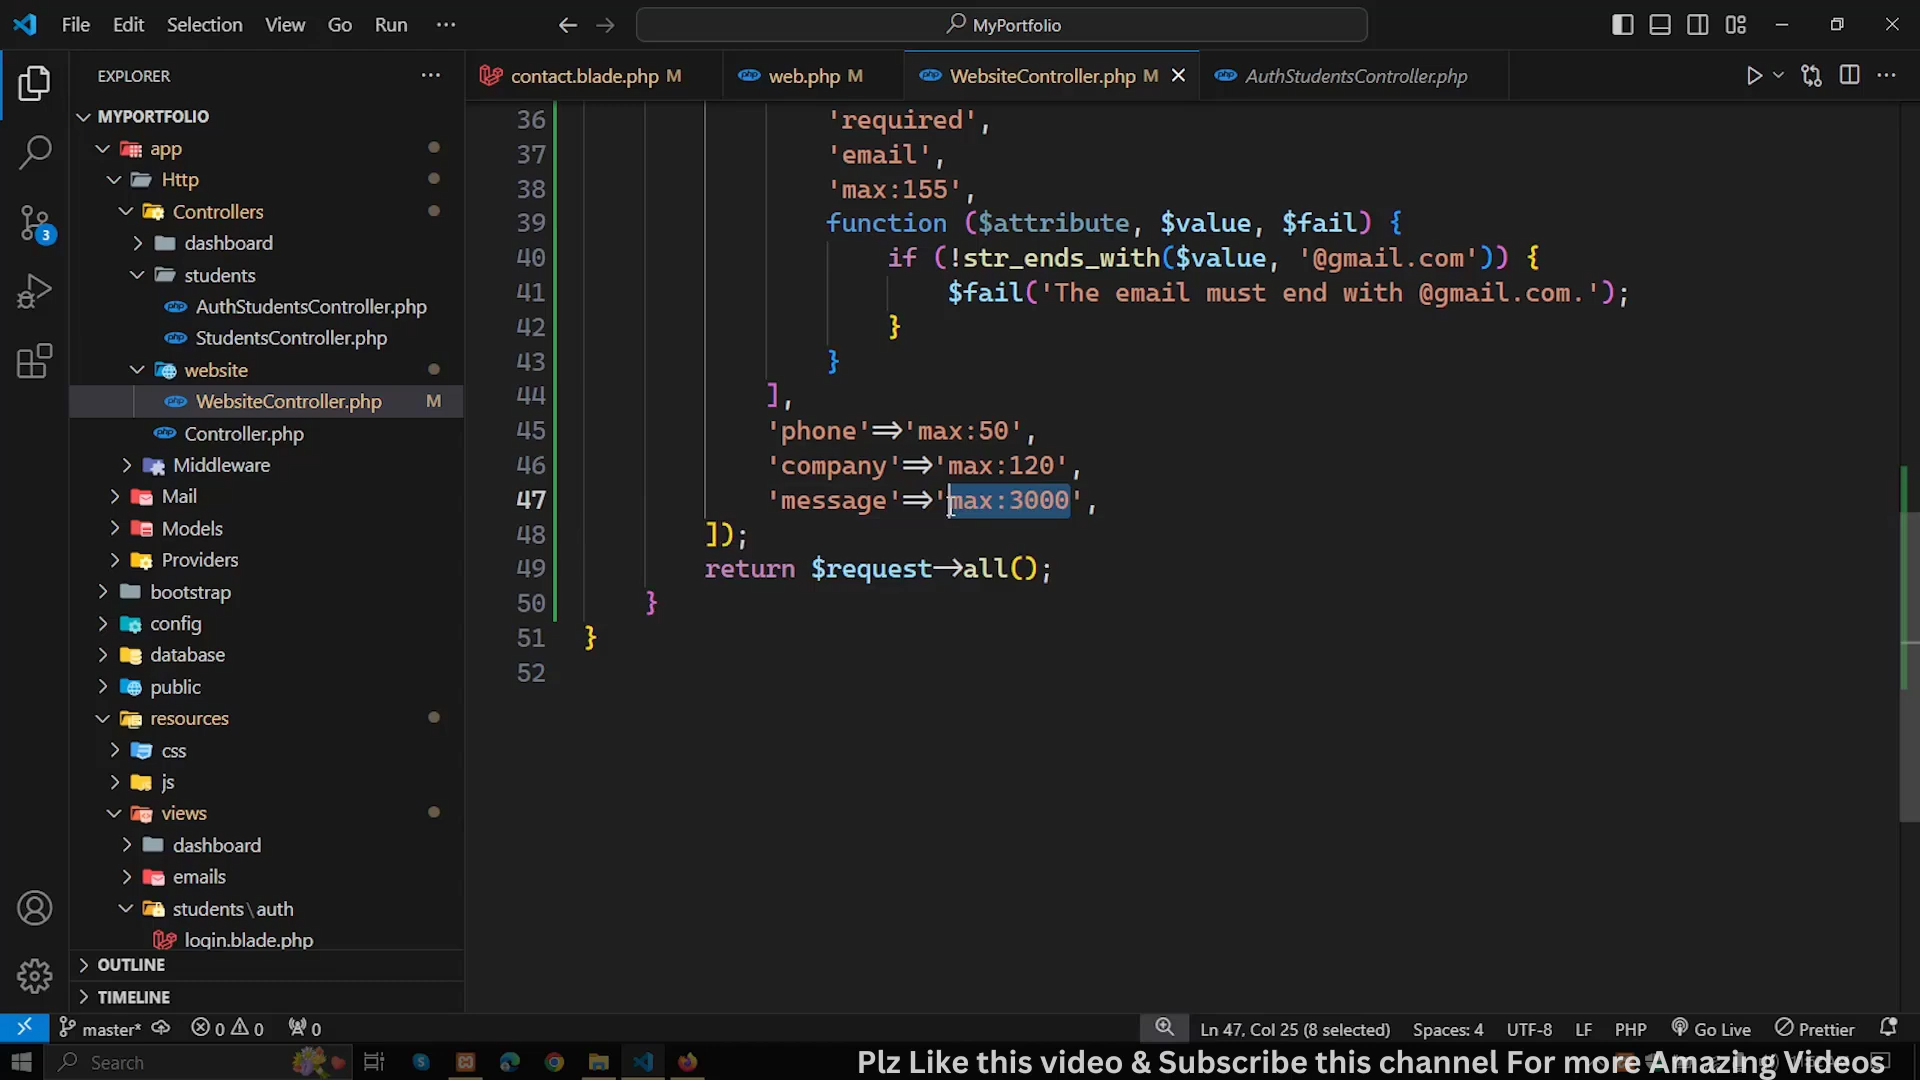 File Edit Selection View Go Run ···
MyPortfolio
EXPLORER
MYPORTFOLIO
app
Http
Controllers
dashboard
students
AuthStudentsController.php
StudentsController.php
website
WebsiteController.php M
Controller.php
Middleware
Mail
Models
Providers
bootstrap
config
database
public
resources
css
js
views
dashboard
emails
students\auth
login.blade.php
OUTLINE
TIMELINE
contact.blade.php M web.php M WebsiteController.php M AuthStudentsController.php
36 'required',
37 'email',
38 'max:155',
39 function ($attribute, $value, $fail) {
40 if (!str_ends_with($value, '@gmail.com')) {
41 $fail('The email must end with @gmail.com.');
42 }
43 }
44 ],
45 'phone'=>'max:50',
46 'company'=>'max:120',
47 'message'=>'max:3000',
48 ]);
49 return $request->all();
50 }
51 }
52
3
master* 0 0 0 Ln 47, Col 25 (8 selected) Spaces: 4 UTF-8 LF PHP Go Live Prettier
Search
Plz Like this video & Subscribe this channel For more Amazing Videos